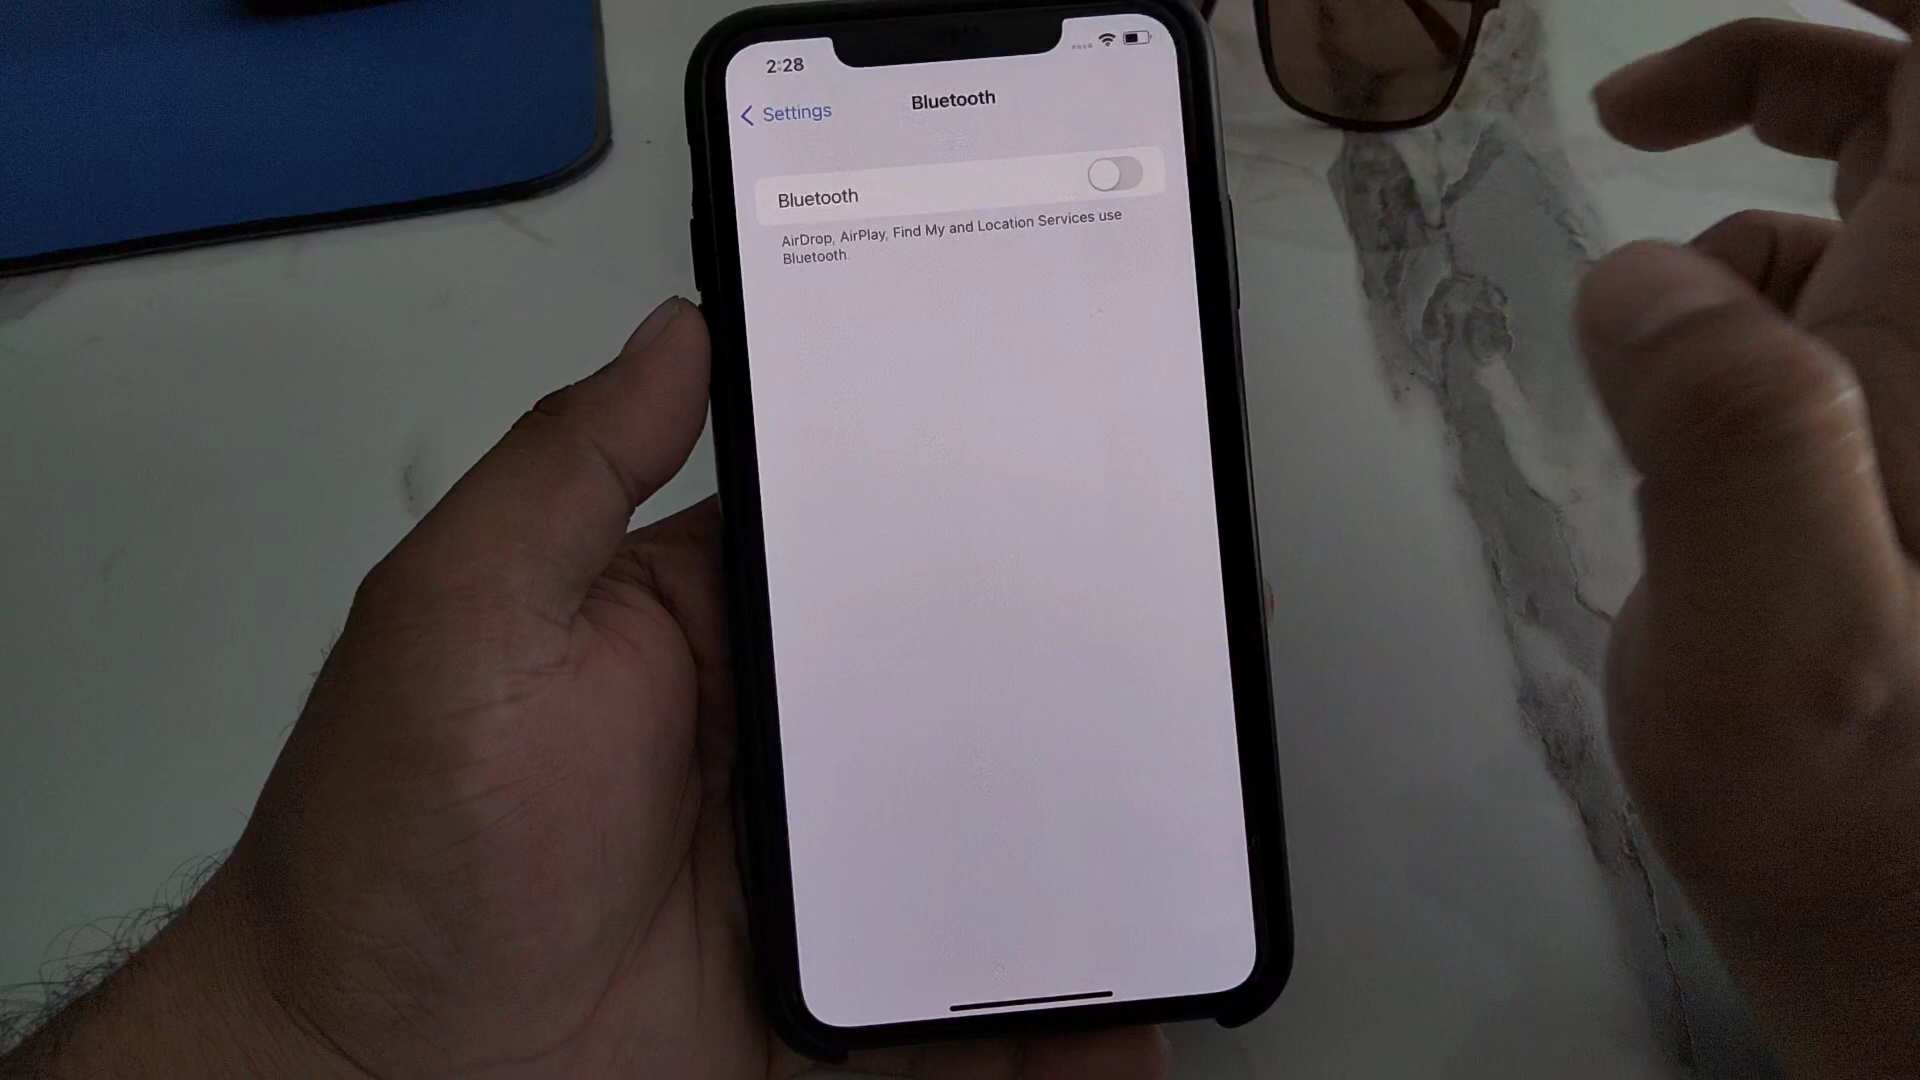 2:28
Settings
Bluetooth
Bluetooth
AirDrop, AirPlay, Find My and Location Services use
Bluetooth.